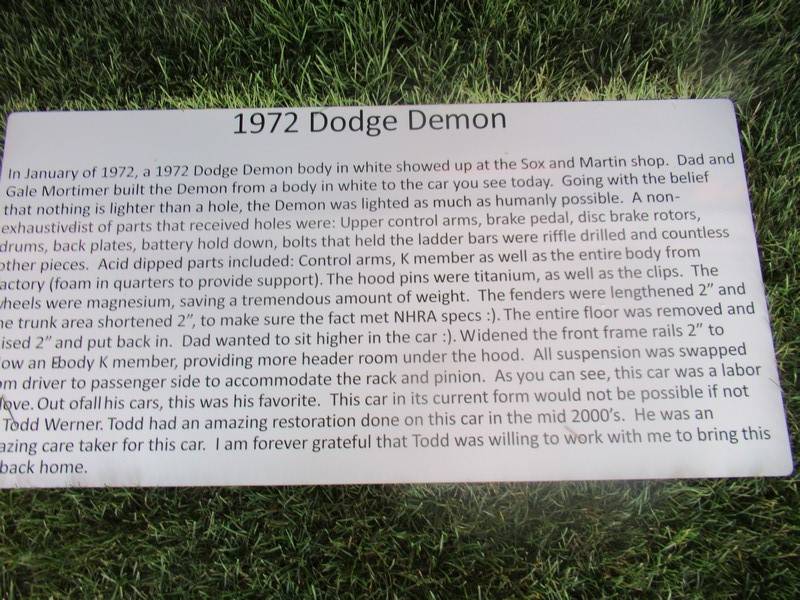 1972 Dodge Demon
In January of 1972, a 1972 Dodge Demon body in white showed up at the Sox and Martin shop. Dad and
Gale Mortimer built the Demon from a body in white to the car you see today. Going with the belief
that nothing is lighter than a hole, the Demon was lighted as much as humanly possible. A non-
exhaustivdist of parts that received holes were: Upper control arms, brake pedal, disc brake rotors,
drums, back plates, battery hold down, bolts that held the ladder bars were riffle drilled and countless
other pieces. Acid dipped parts included: Control arms, K member as well as the entire body from
actory (foam in quarters to provide support). The hood pins were titanium, as well as the clips. The
wheels were magnesium, saving a tremendous amount of weight. The fenders were lengthened 2" and
he trunk area shortened 2", to make sure the fact met NHRA specs :). The entire floor was removed and
ised 2" and put back in. Dad wanted to sit higher in the car :). Widened the front frame rails 2" to
low an Ebody K member, providing more header room under the hood. All suspension was swapped
om driver to passenger side to accommodate the rack and pinion. As you can see, this car was a labor
love. Out of all his cars, this was his favorite. This car in its current form would not be possible if not
Todd Werner. Todd had an amazing restoration done on this car in the mid 2000's. He was an
azing care taker for this car. I am forever grateful that Todd was willing to work with me to bring this
back home.